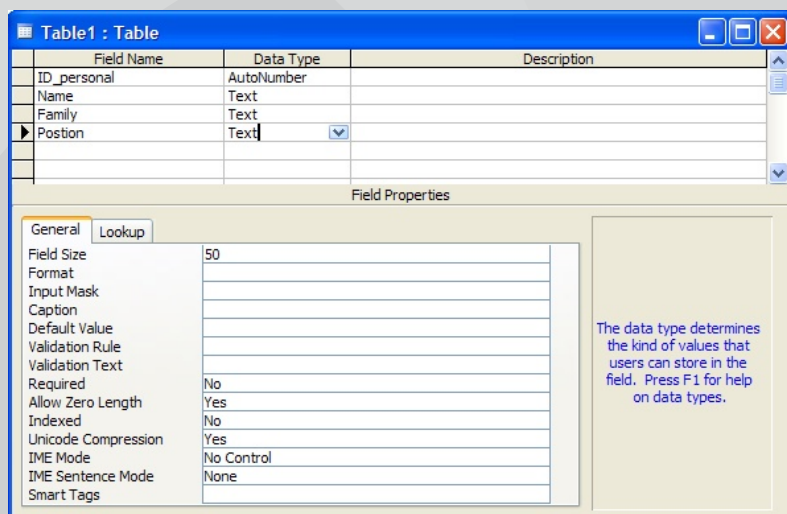 Table1 : Table
Field Name Data Type Description
ID_personal AutoNumber
Name Text
Family Text
Postion Text
Field Properties
General Lookup
Field Size 50
Format
Input Mask
Caption
Default Value
Validation Rule
Validation Text
Required No
Allow Zero Length Yes
Indexed No
Unicode Compression Yes
IME Mode No Control
IME Sentence Mode None
Smart Tags
The data type determines
the kind of values that
users can store in the
field. Press F1 for help
on data types.